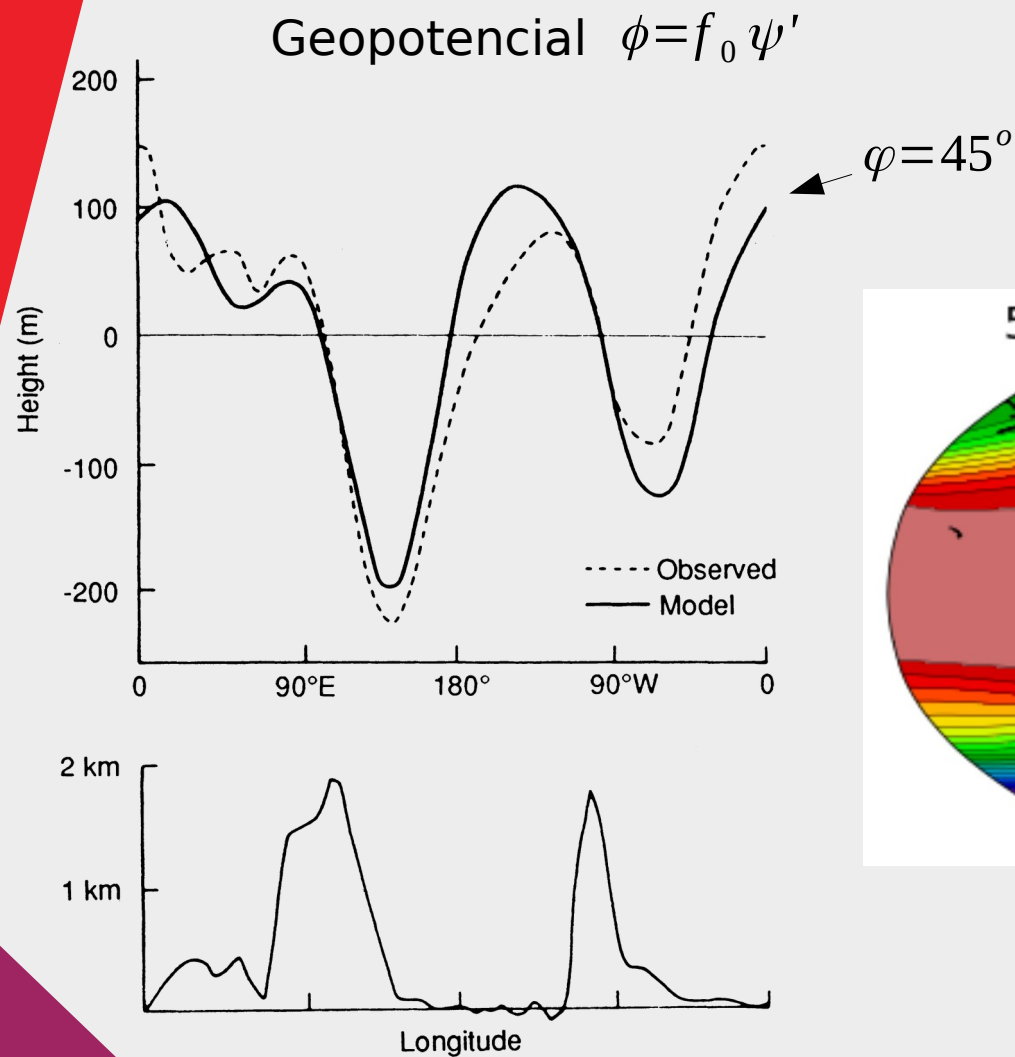 Geopotencial ϕ=f₀ψ'
φ=45°
200
100
0
-100
-200
Height (m)
Observed
Model
0 90°E 180° 90°W 0
2 km
1 km
Longitude